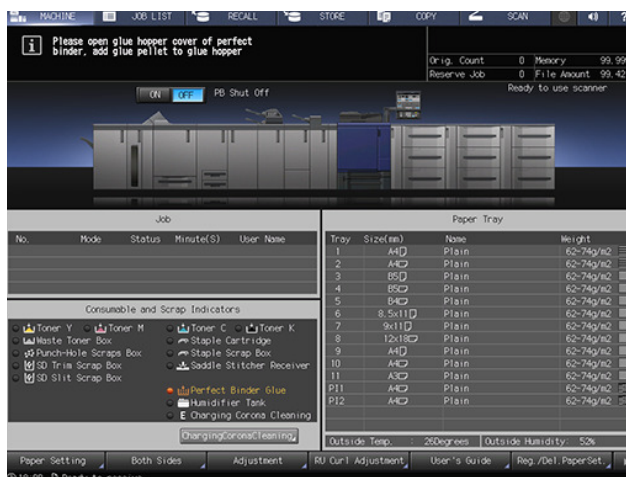 MACHINE JOB LIST RECALL STORE COPY SCAN ?
i Please open glue hopper cover of perfect
binder, add glue pellet to glue hopper
Orig. Count 0 Memory 99.99
Reserve Job 0 File Amount 99.42
Ready to use scanner
ON OFF PB Shut Off
Job
No. Mode Status Minute(S) User Name
Consumable and Scrap Indicators
Toner Y Toner M Toner C Toner K
Waste Toner Box Staple Cartridge
Punch-Hole Scraps Box Staple Scrap Box
SD Trim Scrap Box Saddle Stitcher Receiver
SD Slit Scrap Box
Perfect Binder Glue
Humidifier Tank
E Charging Corona Cleaning
ChargingCoronaCleaning
Paper Tray
Tray Size(mm) Name Weight
1 A4 Plain 62-74g/m2
2 A4 Plain 62-74g/m2
3 B5 Plain 62-74g/m2
4 B5 Plain 62-74g/m2
5 B4 Plain 62-74g/m2
6 8.5x11 Plain 62-74g/m2
7 9x11 Plain 62-74g/m2
8 12x18 Plain 62-74g/m2
9 A4 Plain 62-74g/m2
10 A4 Plain 62-74g/m2
11 A3 Plain 62-74g/m2
PI1 A4 Plain 62-74g/m2
PI2 A4 Plain 62-74g/m2
Outside Temp. : 26Degrees Outside Humidity: 52%
Paper Setting Both Sides Adjustment RU Curl Adjustment User's Guide Reg./Del.PaperSet.